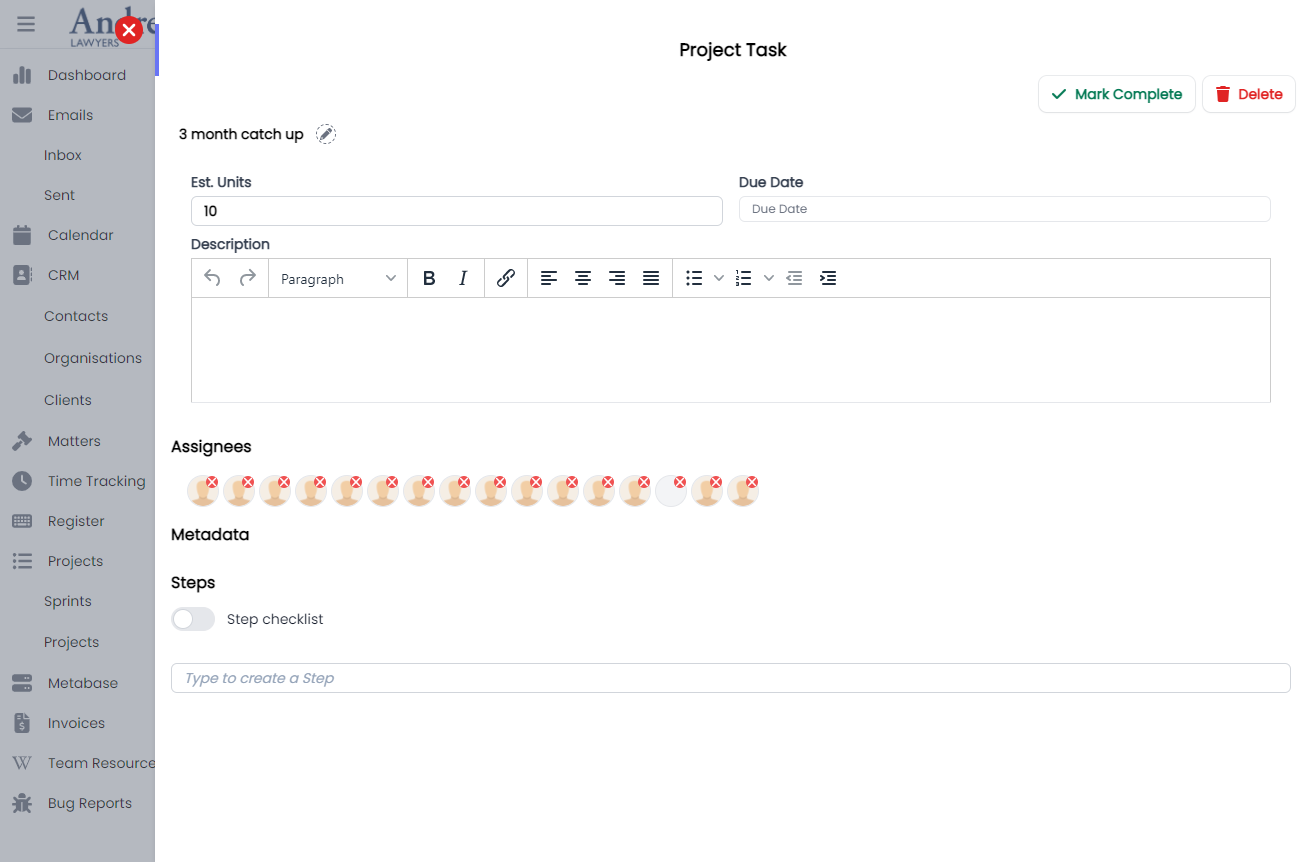 LAWYERS
Project Task
Mark Complete
Delete
3 month catch up
Est. Units
Due Date
10
Due Date
Description
Paragraph
B
I
Assignees
Metadata
Steps
Step checklist
Type to create a Step
Dashboard
Emails
Inbox
Sent
Calendar
CRM
Contacts
Organisations
Clients
Matters
Time Tracking
Register
Projects
Sprints
Projects
Metabase
Invoices
Team Resource
Bug Reports